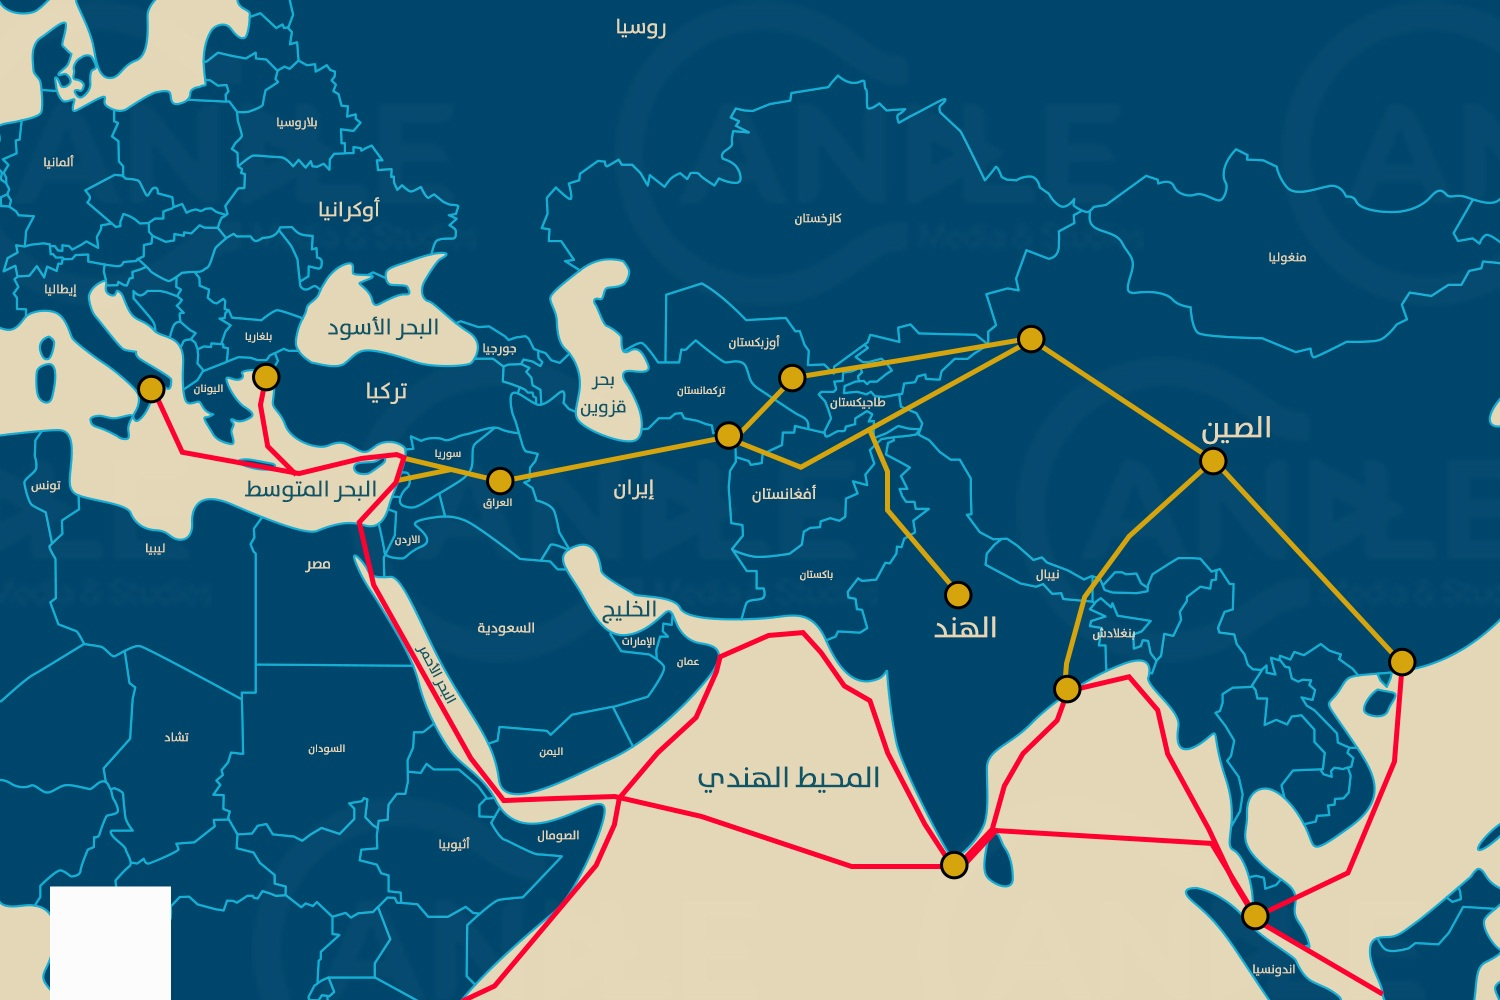 روسيا
بلاروسيا
ألمانيا
أوكرانيا
كازخستان
منغوليا
إيطاليا
البحر الأسود
بلغاريا
جورجيا
أوزبكستان
بحر
قزوين
تركيا
اليونان
تركمانستان
طاجيكستان
الصين
سوريا
تونس
البحر المتوسط
العراق
إيران
أفغانستان
ليبيا
الاردن
مصر
باكستان
نيبال
الخليج
السعودية
الإمارات
الهند
بنغلادش
عمان
البحر الأحمر
تشاد
السودان
اليمن
المحيط الهندي
أثيوبيا
الصومال
اندونسيا